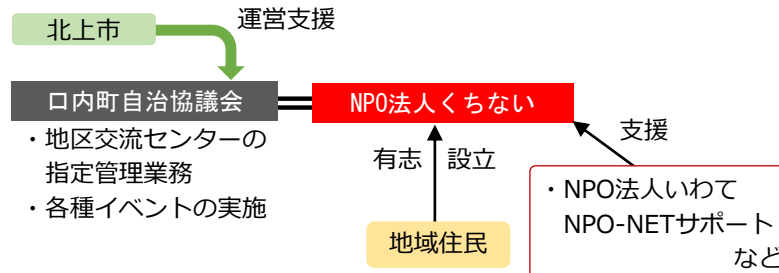 北上市
運営支援
口内町自治協議会
NPO法人くちない
・地区交流センターの
指定管理業務
・各種イベントの実施
有志
設立
支援
地域住民
・NPO法人いわて
NPO-NETサポート
など